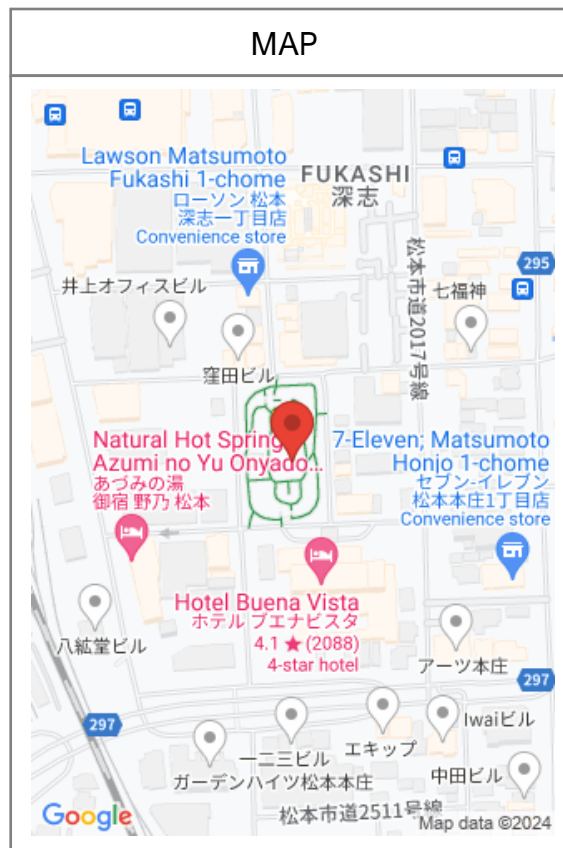 MAP
Lawson Matsumoto
Fukashi 1-chome
ローソン 松本
深志一丁目店
Convenience store
FUKASHI
深志
松本市道2017号線
295
井上オフィスビル
七福神
窪田ビル
Natural Hot Spring
Azumi no Yu Onyado...
あづみの湯
御宿 野乃 松本
7-Eleven; Matsumoto
Honjo 1-chome
セブン-イレブン
松本本庄1丁目店
Convenience store
Hotel Buena Vista
ホテル ブエナビスタ
4.1 ★ (2088)
4-star hotel
八紘堂ビル
アーツ本庄
297
297
Iwaiビル
一二三ビル
エキップ
ガーデンハイツ松本本庄
中田ビル
松本市道2511号線
Google
Map data ©2024